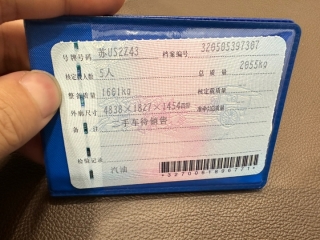 号牌号码 苏US2Z43 档案编号 320505397307
核定载人数 5人 总质量 2055kg
整备质量 1601kg 核定载质量
外廓尺寸 4838×1827×1454mm 准牵引总质量
备注 二手车待销售
检验记录
汽油